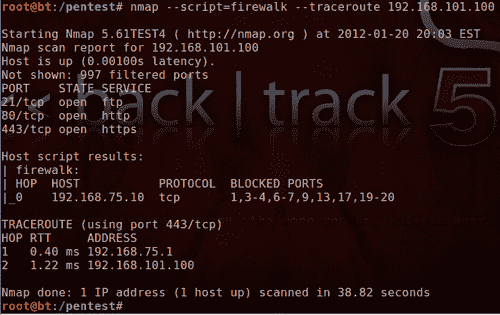 root@bt:/pentest# nmap --script=firewalk --traceroute 192.168.101.100
Starting Nmap 5.61TEST4 ( http://nmap.org ) at 2012-01-20 20:03 EST
Nmap scan report for 192.168.101.100
Host is up (0.00100s latency).
Not shown: 997 filtered ports
PORT    STATE SERVICE
21/tcp  open  ftp
80/tcp  open  http
443/tcp open  https
<< back | track 5
Host script results:
| firewalk:
| HOP  HOST           PROTOCOL  BLOCKED PORTS
|_0    192.168.75.10  tcp       1,3-4,6-7,9,13,17,19-20
TRACEROUTE (using port 443/tcp)
HOP RTT     ADDRESS
1   0.40 ms 192.168.75.1
2   1.22 ms 192.168.101.100
Nmap done: 1 IP address (1 host up) scanned in 38.82 seconds
root@bt:/pentest#